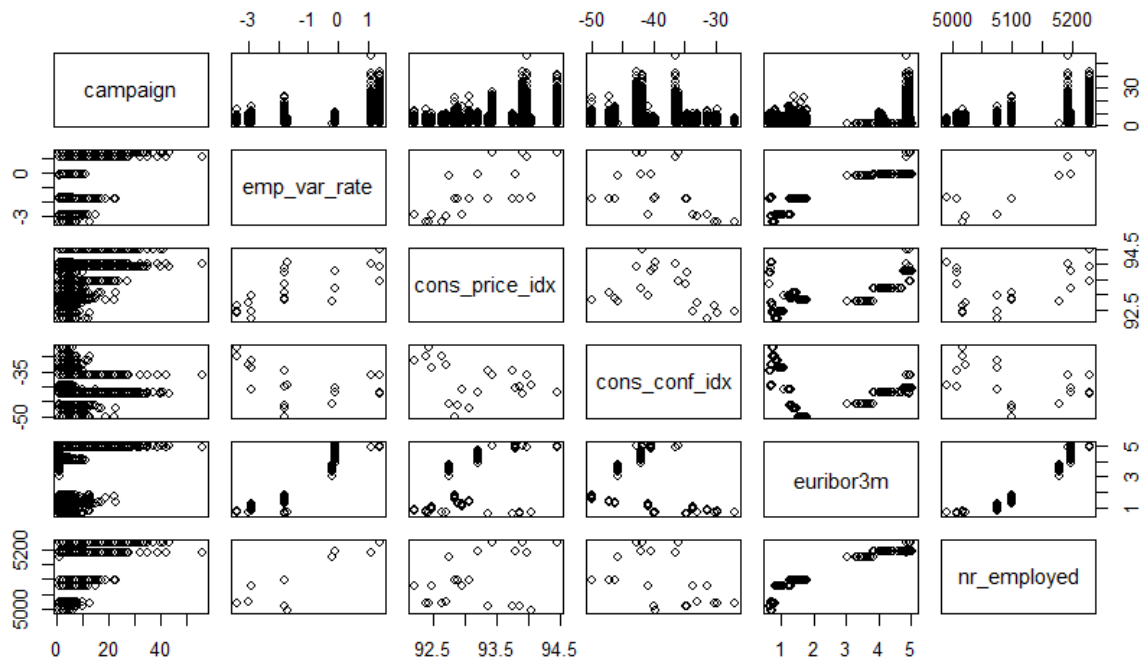 -3 -1 0 1 -50 -40 -30 5000 5100 5200
campaign
0 10 30
-3 0
emp_var_rate
cons_price_idx
92.5 94.5
-50 -35
cons_conf_idx
euribor3m
1 3 5
5000 5200
nr_employed
0 20 40 92.5 93.5 94.5 1 2 3 4 5